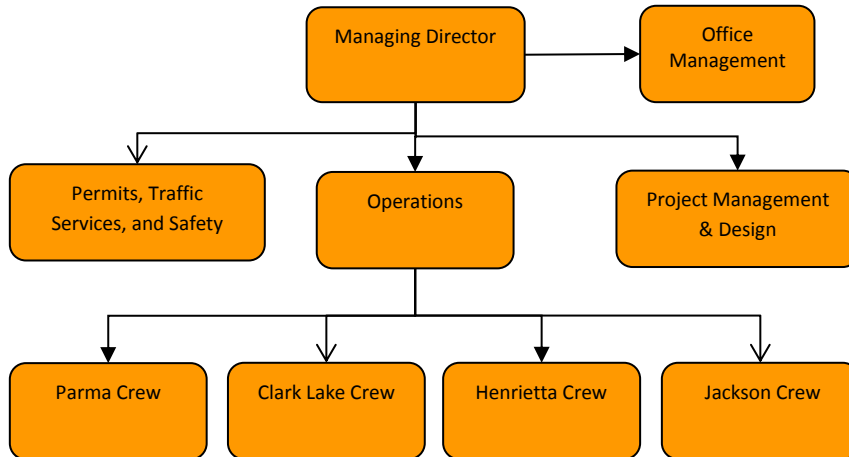 Managing Director
Office
Management
Permits, Traffic
Services, and Safety
Operations
Project Management
& Design
Parma Crew
Clark Lake Crew
Henrietta Crew
Jackson Crew